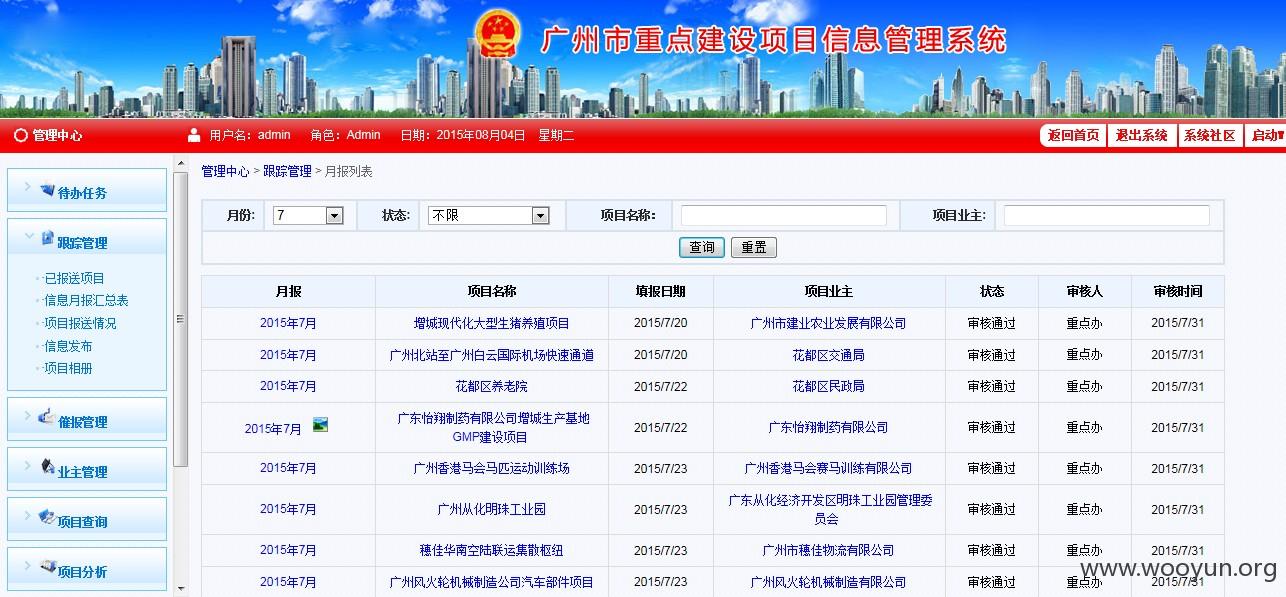 广州市重点建设项目信息管理系统
管理中心 用户名：admin 角色：Admin 日期：2015年08月04日 星期二 返回首页 退出系统 系统社区 启动
待办任务
跟踪管理
·已报送项目
·信息月报汇总表
·项目报送情况
·信息发布
·项目相册
催报管理
业主管理
项目查询
项目分析
管理中心 > 跟踪管理 > 月报列表
月份: 7 状态: 不限 项目名称: 项目业主:
查询 重置
月报 项目名称 填报日期 项目业主 状态 审核人 审核时间
2015年7月 增城现代化大型生猪养殖项目 2015/7/20 广州市建业农业发展有限公司 审核通过 重点办 2015/7/31
2015年7月 广州北站至广州白云国际机场快速通道 2015/7/20 花都区交通局 审核通过 重点办 2015/7/31
2015年7月 花都区养老院 2015/7/22 花都区民政局 审核通过 重点办 2015/7/31
2015年7月 广东怡翔制药有限公司增城生产基地
GMP建设项目 2015/7/22 广东怡翔制药有限公司 审核通过 重点办 2015/7/31
2015年7月 广州香港马会马匹运动训练场 2015/7/23 广州香港马会赛马训练有限公司 审核通过 重点办 2015/7/31
2015年7月 广州从化明珠工业园 2015/7/23 广东从化经济开发区明珠工业园管理委
员会 审核通过 重点办 2015/7/31
2015年7月 穗佳华南空陆联运集散枢纽 2015/7/23 广州市穗佳物流有限公司 审核通过 重点办 2015/7/31
2015年7月 广州风火轮机械制造公司汽车部件项目 2015/7/23 广州风火轮机械制造有限公司 审核通过 重点办 2015/7/31
www.wooyun.org